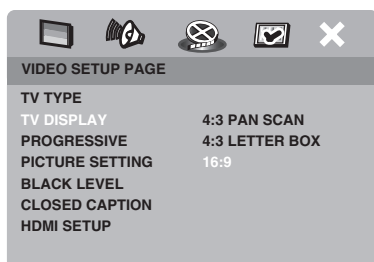 VIDEO SETUP PAGE
TV TYPE
TV DISPLAY 4:3 PAN SCAN
PROGRESSIVE 4:3 LETTER BOX
PICTURE SETTING 16:9
BLACK LEVEL
CLOSED CAPTION
HDMI SETUP